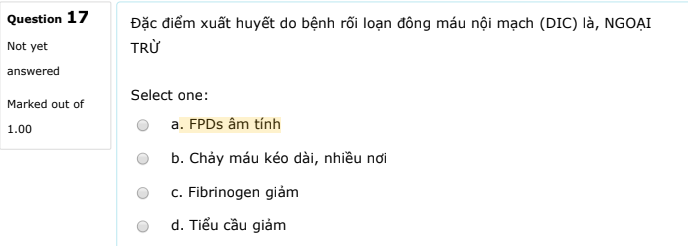 Question 17
Not yet
answered
Marked out of
1.00
Đặc điểm xuất huyết do bệnh rối loạn đông máu nội mạch (DIC) là, NGOẠI
TRỪ
Select one:
a. FPDs âm tính
b. Chảy máu kéo dài, nhiều nơi
c. Fibrinogen giảm
d. Tiểu cầu giảm